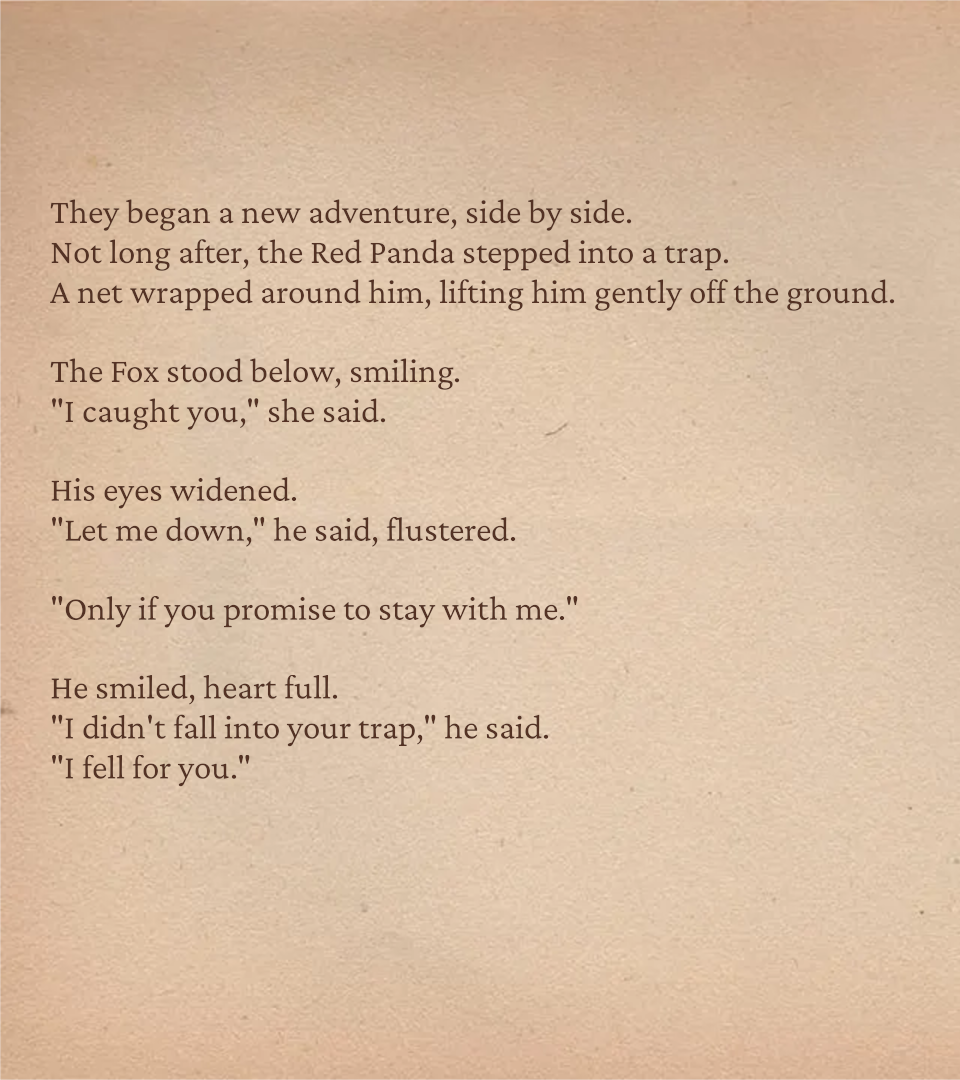 They began a new adventure, side by side.
Not long after, the Red Panda stepped into a trap.
A net wrapped around him, lifting him gently off the ground.
The Fox stood below, smiling.
"I caught you," she said.
His eyes widened.
"Let me down," he said, flustered.
"Only if you promise to stay with me."
He smiled, heart full.
"I didn't fall into your trap," he said.
"I fell for you."